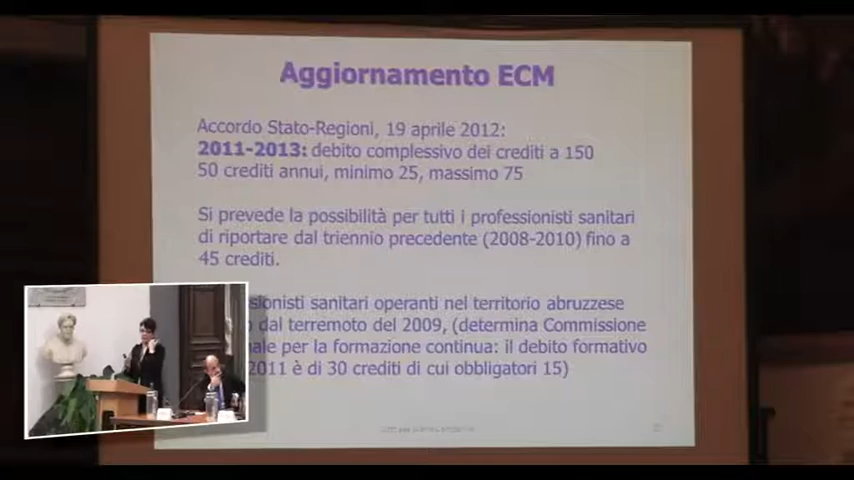 Aggiornamento ECM
Accordo Stato-Regioni, 19 aprile 2012:
2011-2013: debito complessivo dei crediti a 150
50 crediti annui, minimo 25, massimo 75
Si prevede la possibilità per tutti i professionisti sanitari
di riportare dal triennio precedente (2008-2010) fino a
45 crediti.
sionisti sanitari operanti nel territorio abruzzese
dal terremoto del 2009, (determina Commissione
ale per la formazione continua: il debito formativo
2011 è di 30 crediti di cui obbligatori 15)